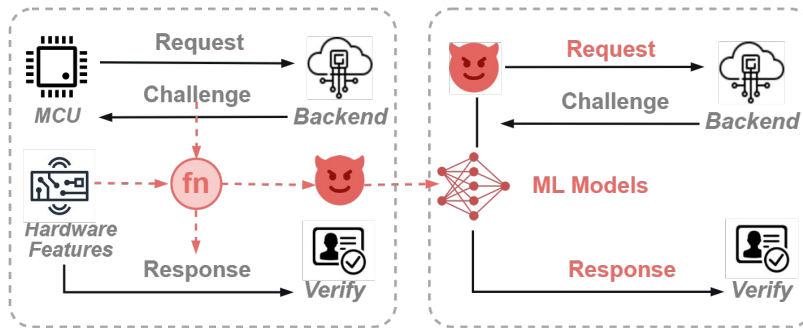 Request
MCU
Challenge
Backend
fn
Hardware
Features
Response
Verify
Request
Challenge
Backend
ML Models
Response
Verify